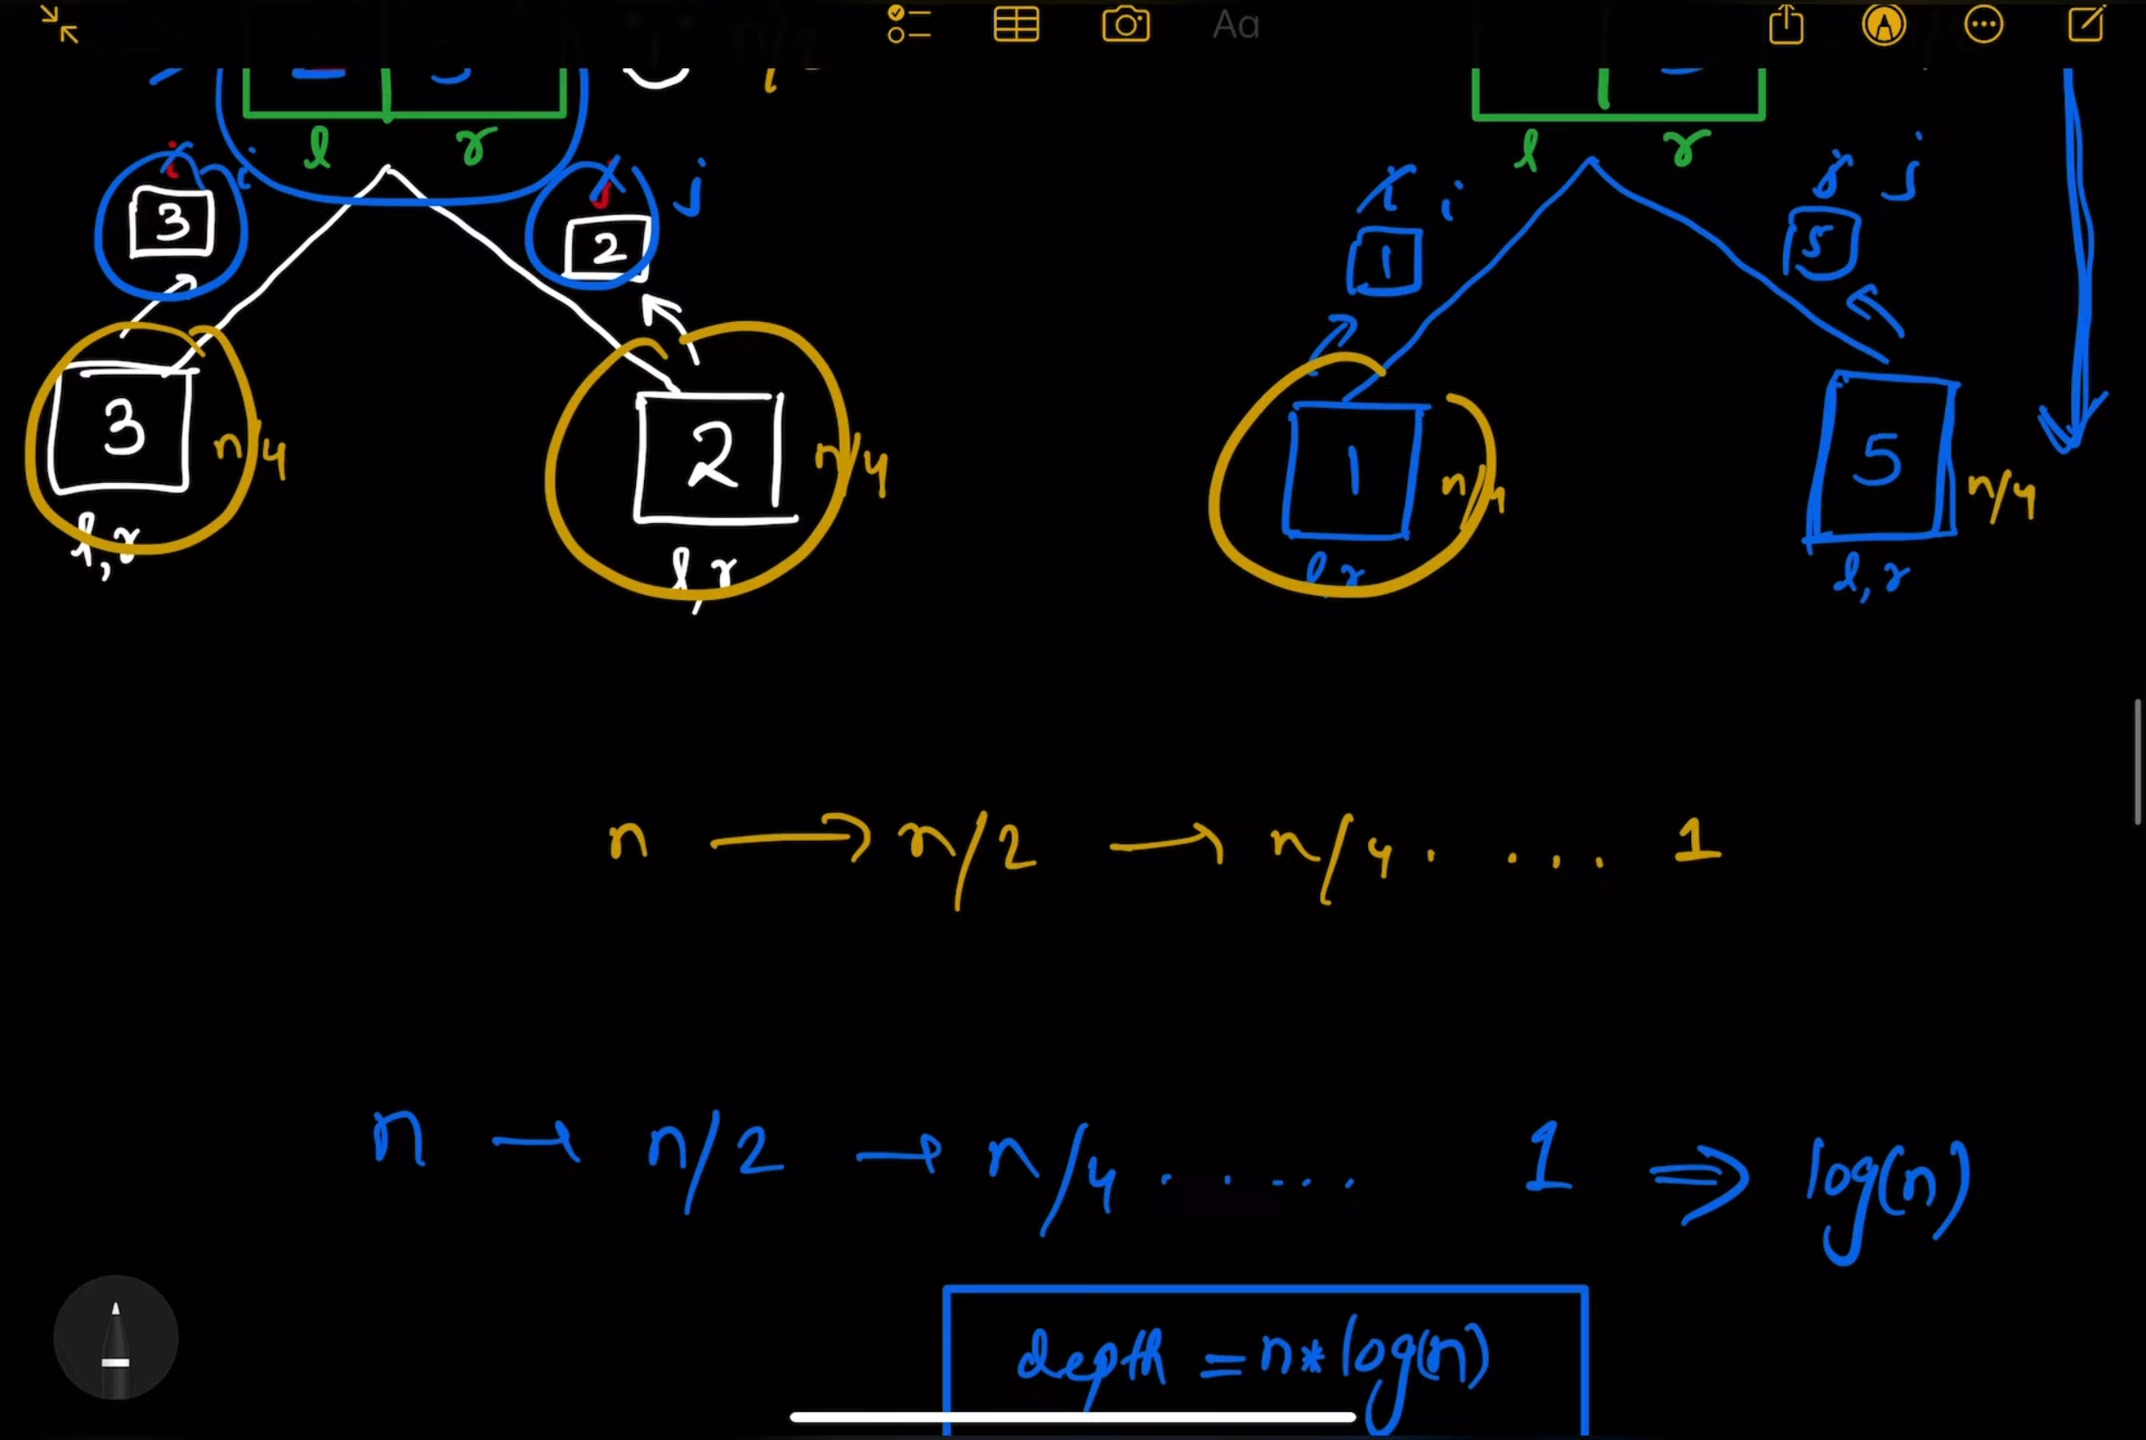 Aa
l r l r
i i j i i r j
3 2 1 5
3 n/4 2 n/4 1 n/4 5 n/4
l,r l,r l,r l,r
n → n/2 → n/4 . . . . . 1
n → n/2 → n/4 . . . . . 1 ⇒ log(n)
depth = n* log(n)